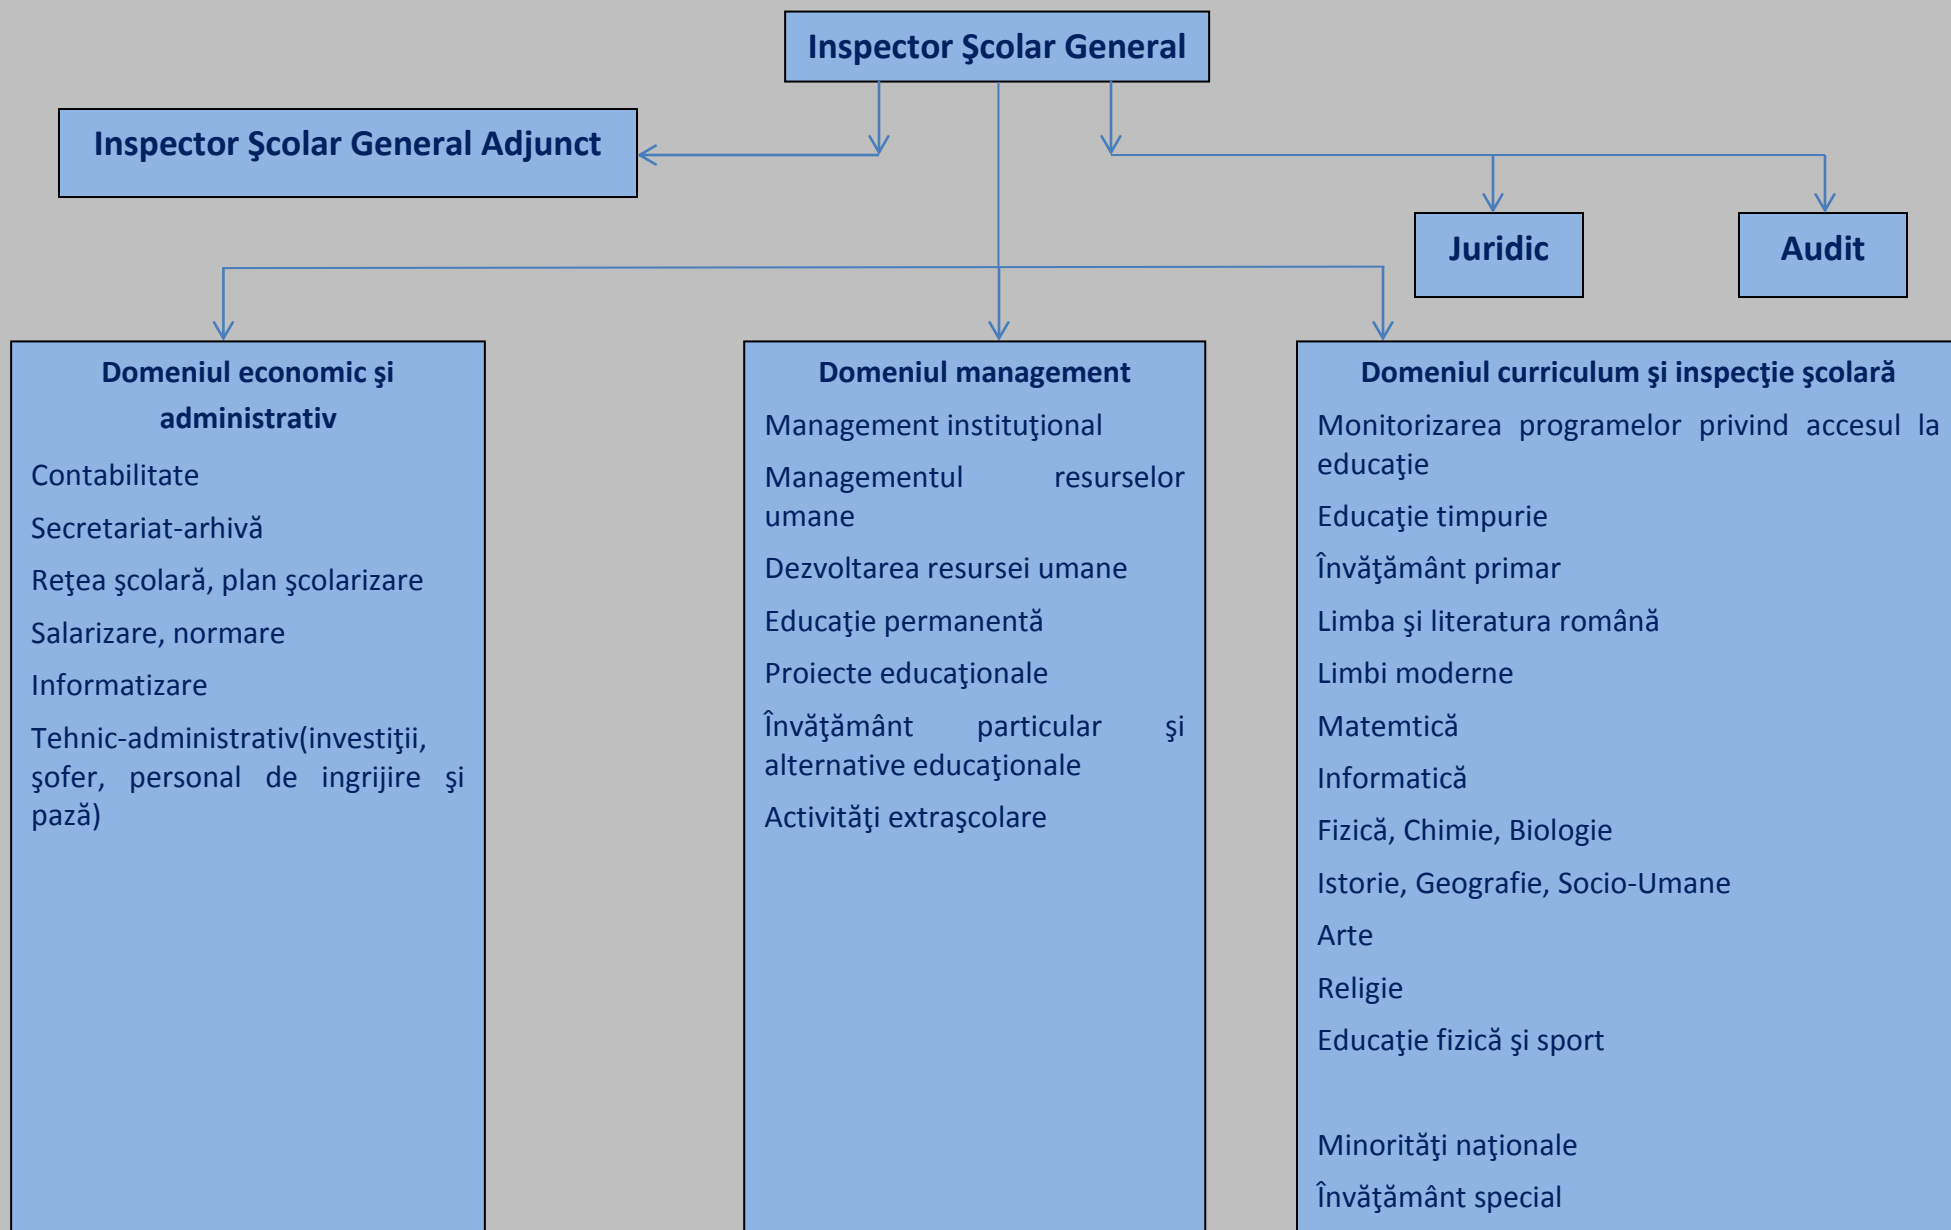 Inspector Şcolar General
Inspector Şcolar General Adjunct
Juridic
Audit
Domeniul economic şi
administrativ
Contabilitate
Secretariat-arhivă
Reţea şcolară, plan şcolarizare
Salarizare, normare
Informatizare
Tehnic-administrativ(investiţii,
şofer, personal de ingrijire şi
pază)
Domeniul management
Management instituţional
Managementul resurselor
umane
Dezvoltarea resursei umane
Educaţie permanentă
Proiecte educaţionale
Învăţământ particular şi
alternative educaţionale
Activităţi extraşcolare
Domeniul curriculum şi inspecţie şcolară
Monitorizarea programelor privind accesul la
educaţie
Educaţie timpurie
Învăţământ primar
Limba şi literatura română
Limbi moderne
Matemtică
Informatică
Fizică, Chimie, Biologie
Istorie, Geografie, Socio-Umane
Arte
Religie
Educaţie fizică şi sport
Minorităţi naţionale
Învăţământ special